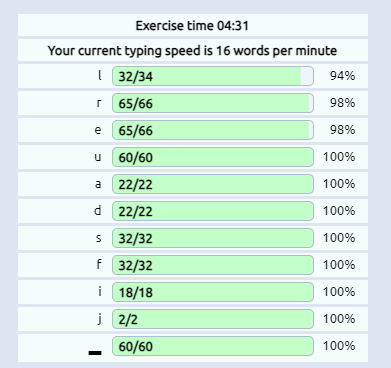 Exercise time 04:31
Your current typing speed is 16 words per minute
l 32/34 94%
r 65/66 98%
e 65/66 98%
u 60/60 100%
a 22/22 100%
d 22/22 100%
s 32/32 100%
f 32/32 100%
i 18/18 100%
j 2/2 100%
_ 60/60 100%